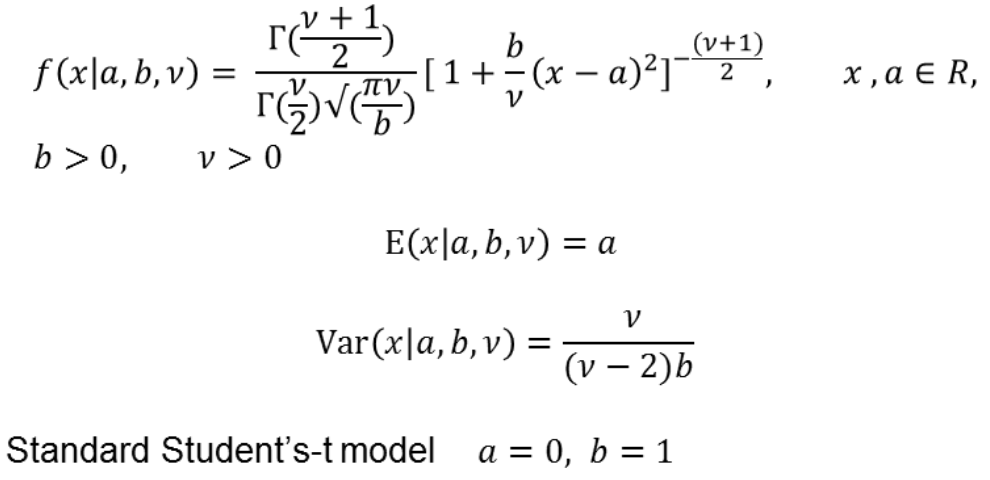 f(x|a, b, ν) = Γ((ν + 1)/2) / (Γ(ν/2)√(πν/b)) [ 1 + b/ν (x − a)²]^(−(ν+1)/2), x , a ∈ R,
b > 0, ν > 0
E(x|a, b, ν) = a
Var(x|a, b, ν) = ν / ((ν − 2)b)
Standard Student’s-t model a = 0, b = 1